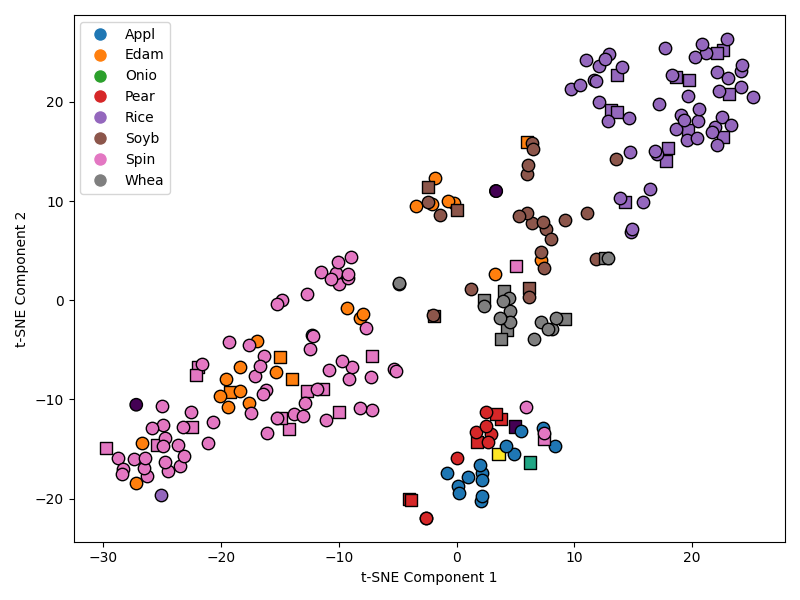 Appl
Edam
Onio
Pear
Rice
Soyb
Spin
Whea
20
10
0
−10
−20
t-SNE Component 2
−30 −20 −10 0 10 20
t-SNE Component 1